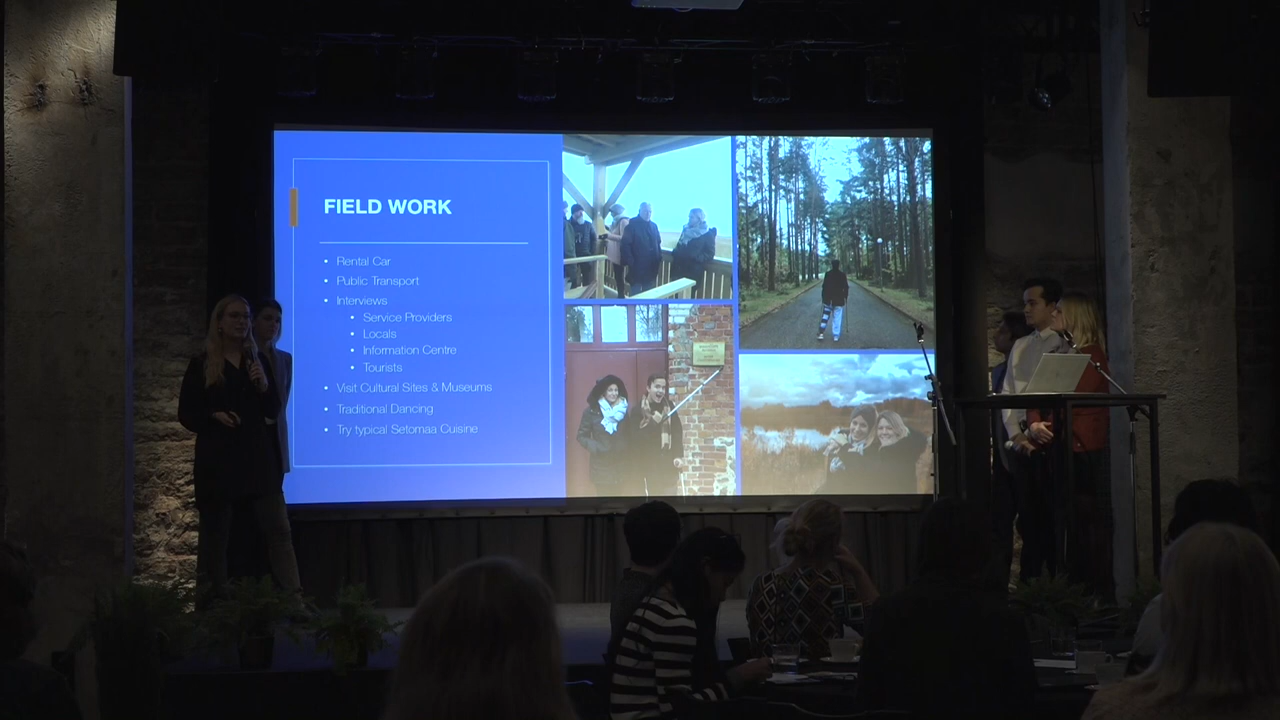 FIELD WORK
• Rental Car
• Public Transport
• Interviews
• Service Providers
• Locals
• Information Centre
• Tourists
• Visit Cultural Sites & Museums
• Traditional Dancing
• Try typical Setomaa Cuisine